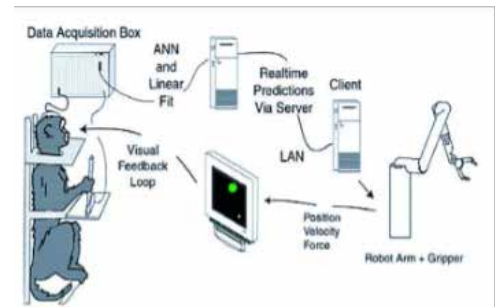 Data Acquisition Box
ANN
and
Linear
Fit
Realtime
Predictions
Via Server
Client
LAN
Visual
Feedback
Loop
Position
Velocity
Force
Robot Arm + Gripper